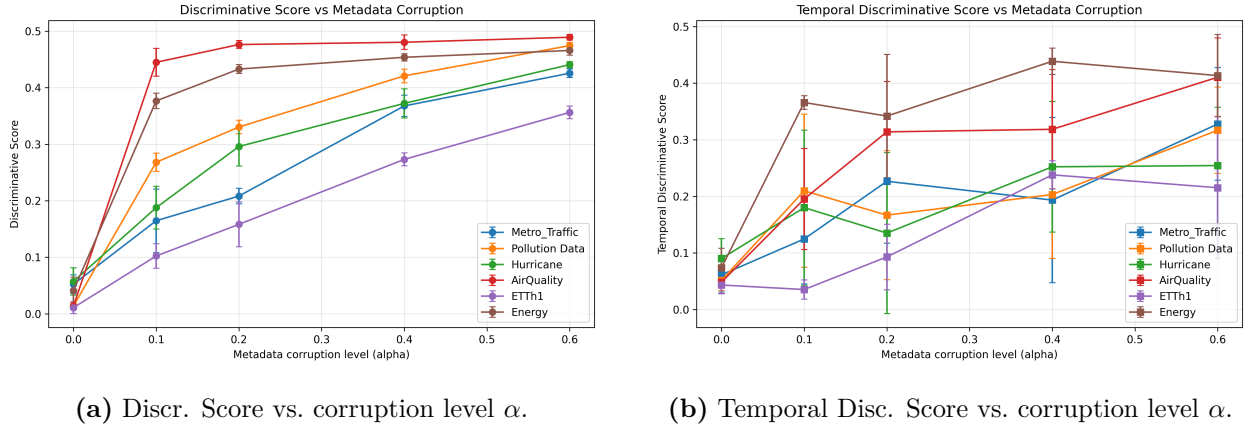 Discriminative Score vs Metadata Corruption
Discriminative Score
0.5
0.4
0.3
0.2
0.1
0.0
0.0 0.1 0.2 0.3 0.4 0.5 0.6
Metadata corruption level (alpha)
Metro_Traffic
Pollution Data
Hurricane
AirQuality
ETTh1
Energy
(a) Discr. Score vs. corruption level α.
Temporal Discriminative Score vs Metadata Corruption
Temporal Discriminative Score
0.5
0.4
0.3
0.2
0.1
0.0
0.0 0.1 0.2 0.3 0.4 0.5 0.6
Metadata corruption level (alpha)
Metro_Traffic
Pollution Data
Hurricane
AirQuality
ETTh1
Energy
(b) Temporal Disc. Score vs. corruption level α.